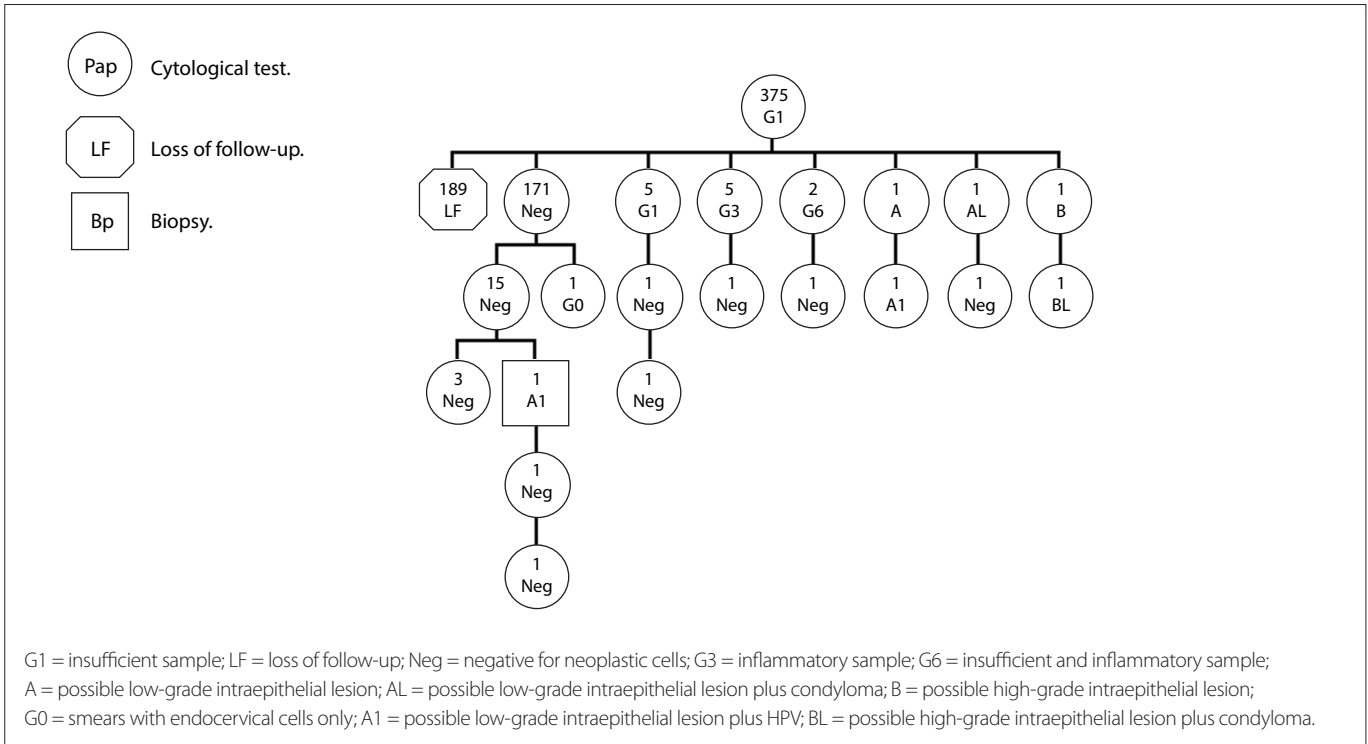 Pap Cytological test.
LF Loss of follow-up.
Bp Biopsy.
375
G1
189
LF
171
Neg
5
G1
5
G3
2
G6
1
A
1
AL
1
B
15
Neg
1
G0
1
Neg
1
Neg
1
Neg
1
A1
1
Neg
1
BL
3
Neg
1
A1
1
Neg
1
Neg
1
Neg
G1 = insufficient sample; LF = loss of follow-up; Neg = negative for neoplastic cells; G3 = inflammatory sample; G6 = insufficient and inflammatory sample;
A = possible low-grade intraepithelial lesion; AL = possible low-grade intraepithelial lesion plus condyloma; B = possible high-grade intraepithelial lesion;
G0 = smears with endocervical cells only; A1 = possible low-grade intraepithelial lesion plus HPV; BL = possible high-grade intraepithelial lesion plus condyloma.